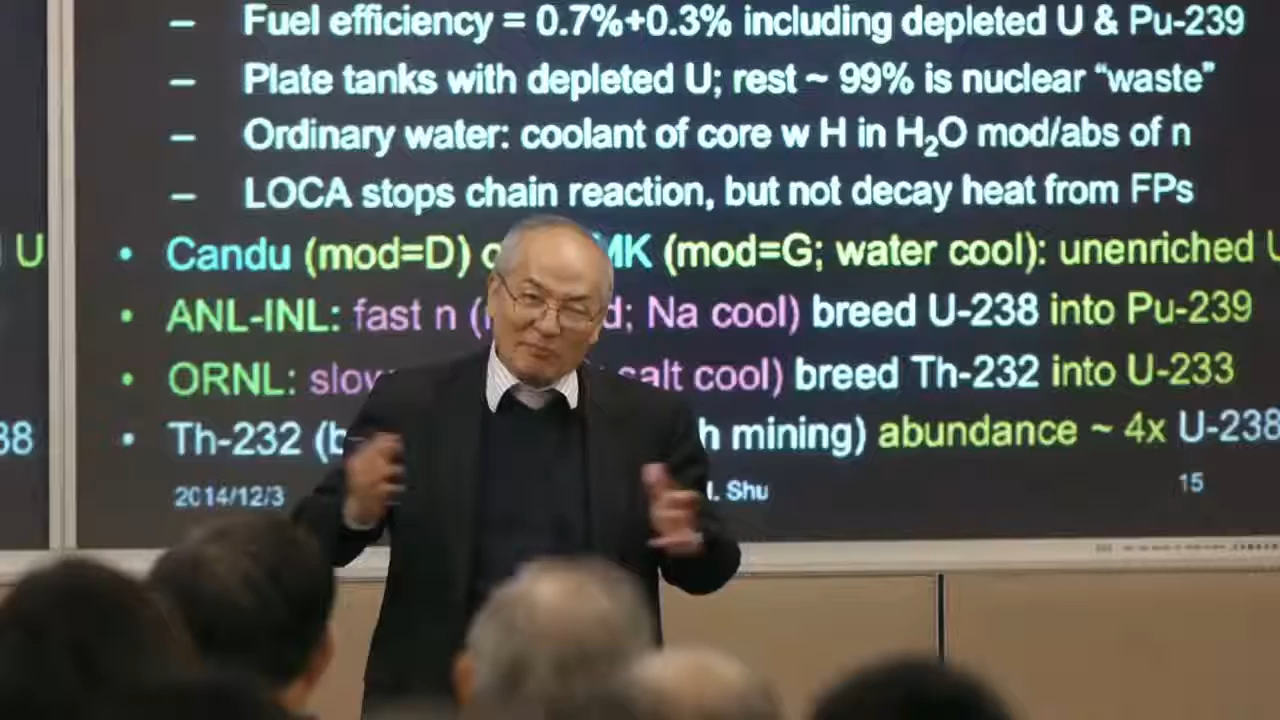 – Fuel efficiency = 0.7%+0.3% including depleted U & Pu-239
– Plate tanks with depleted U; rest ~ 99% is nuclear “waste”
– Ordinary water: coolant of core w H in H₂O mod/abs of n
– LOCA stops chain reaction, but not decay heat from FPs
U • Candu (mod=D) MK (mod=G; water cool): unenriched U
• ANL-INL: fast n d; Na cool) breed U-238 into Pu-239
• ORNL: slow salt cool) breed Th-232 into U-233
38 • Th-232 (b h mining) abundance ~ 4x U-238
2014/12/3 Shu 15